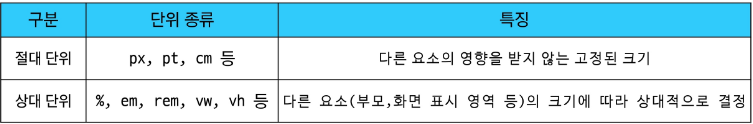 구분 단위 종류 특징
절대 단위 px, pt, cm 등 다른 요소의 영향을 받지 않는 고정된 크기
상대 단위 %, em, rem, vw, vh 등 다른 요소(부모,화면 표시 영역 등)의 크기에 따라 상대적으로 결정